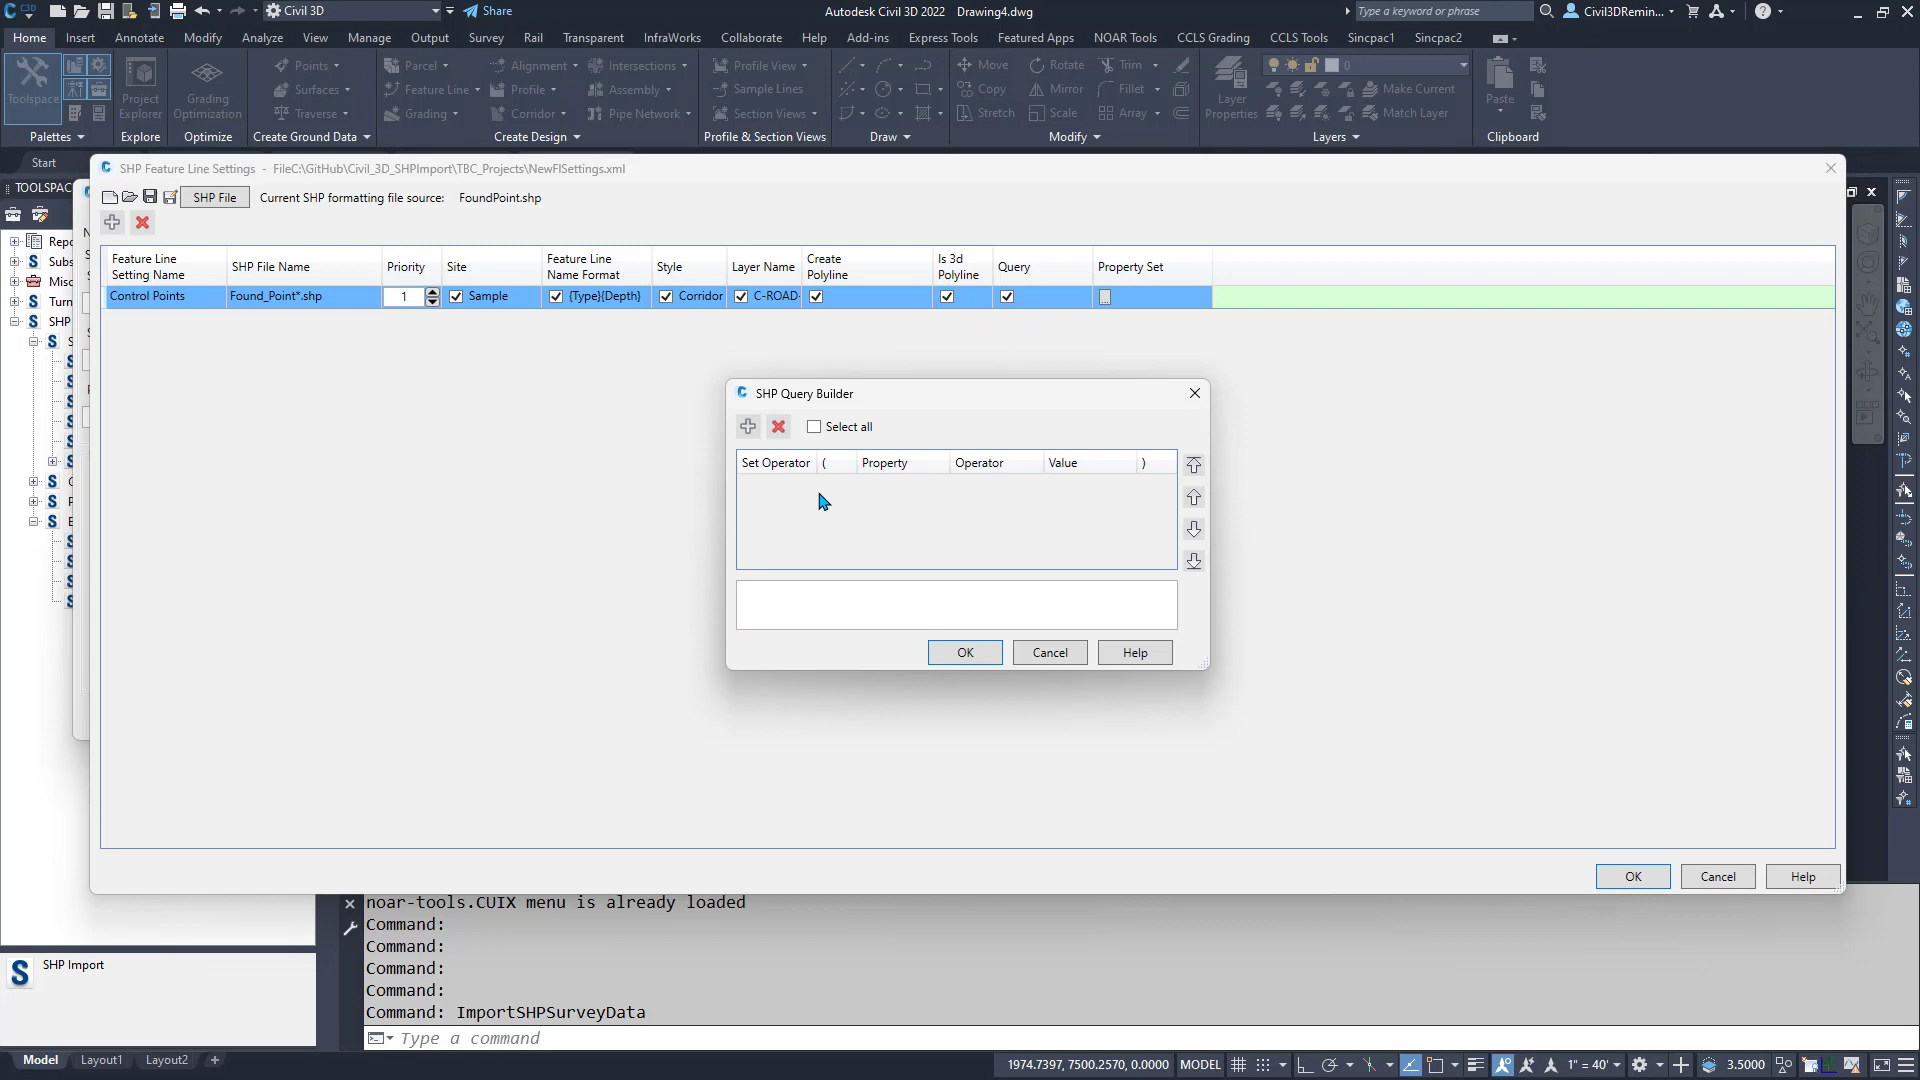 C3D
Civil 3D
Share
Autodesk Civil 3D 2022 Drawing4.dwg
Type a keyword or phrase
Civil3DRemin...
Home Insert Annotate Modify Analyze View Manage Output Survey Rail Transparent InfraWorks Collaborate Help Add-ins Express Tools Featured Apps NOAR Tools CCLS Grading CCLS Tools Sincpac1 Sincpac2
Points Parcel Alignment Intersections Profile View Move Rotate Trim 0
Toolspace Project Explorer Grading Optimization Surfaces Feature Line Profile Assembly Sample Lines Copy Mirror Fillet Layer Properties Make Current Paste
Traverse Grading Corridor Pipe Network Section Views Stretch Scale Array Match Layer
Palettes Explore Optimize Create Ground Data Create Design Profile & Section Views Draw Modify Layers Clipboard
Start
SHP Feature Line Settings - FileC:\GitHub\Civil_3D_SHPImport\TBC_Projects\NewFlSettings.xml
TOOLSPAC
SHP File Current SHP formatting file source: FoundPoint.shp
Repo
Subs
Misc
Turn
SHP
Feature Line Setting Name SHP File Name Priority Site Feature Line Name Format Style Layer Name Create Polyline Is 3d Polyline Query Property Set
Control Points Found_Point*.shp 1 Sample {Type}{Depth} Corridor C-ROAD-
SHP Query Builder
Select all
Set Operator ( Property Operator Value )
OK Cancel Help
OK Cancel Help
SHP Import
noar-tools.CUIX menu is already loaded
Command:
Command:
Command:
Command:
Command: ImportSHPSurveyData
Type a command
Model Layout1 Layout2 +
1974.7397, 7500.2570, 0.0000 MODEL 1" = 40' 3.5000